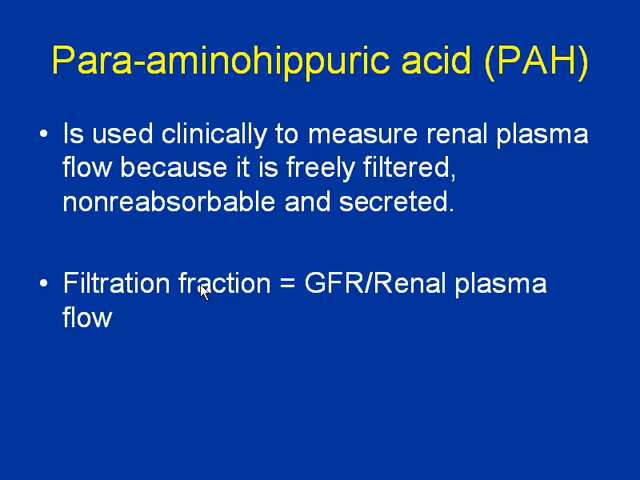 Para-aminohippuric acid (PAH)
• Is used clinically to measure renal plasma
flow because it is freely filtered,
nonreabsorbable and secreted.
• Filtration fraction = GFR/Renal plasma
flow